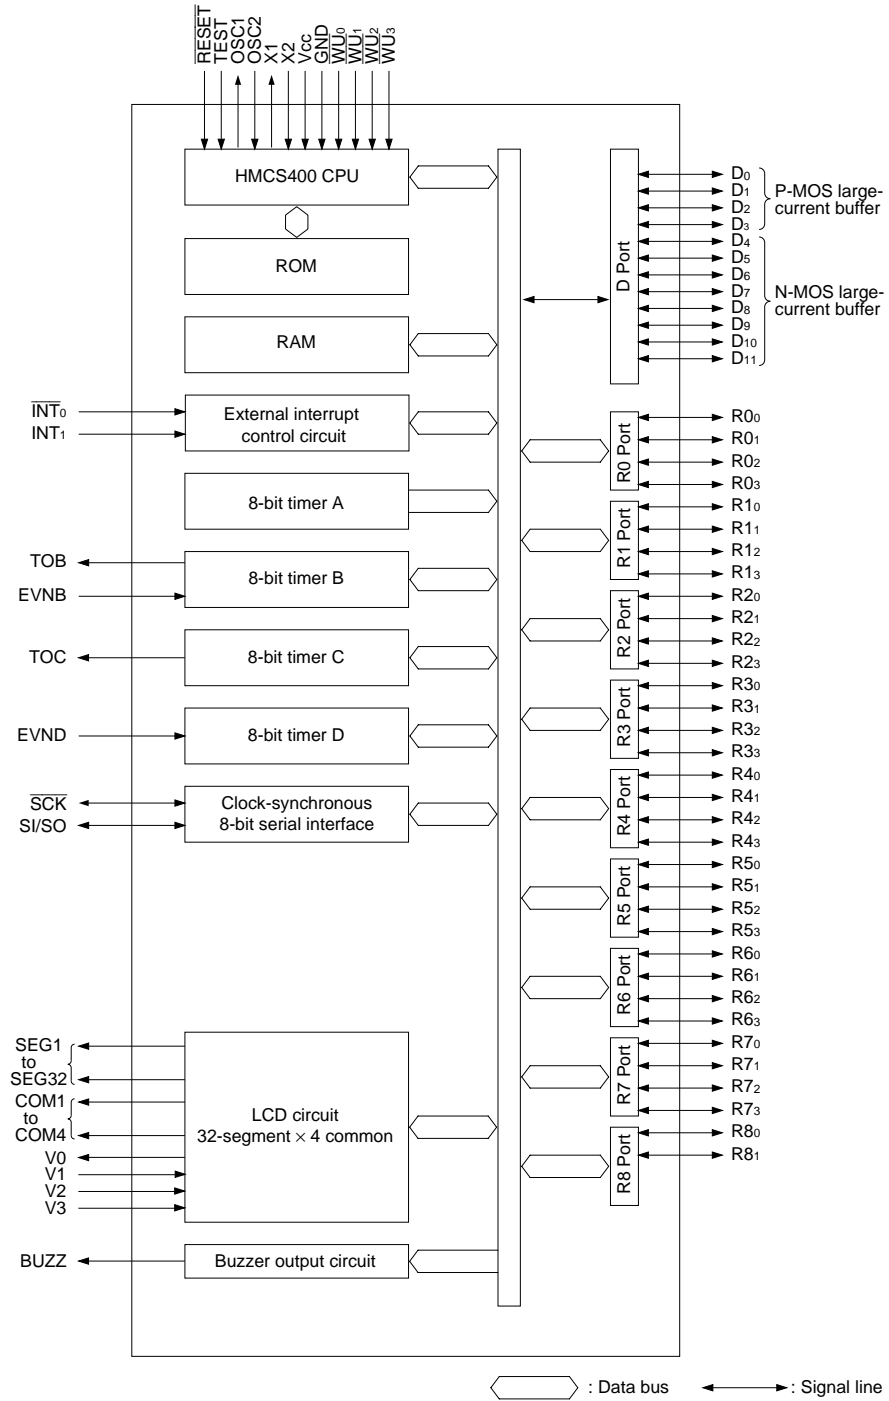 RESET
TEST
OSC1
OSC2
X1
X2
Vcc
GND
WU0
WU1
WU2
WU3
HMCS400 CPU
ROM
RAM
INT0
INT1
External interrupt
control circuit
8-bit timer A
TOB
EVNB
8-bit timer B
TOC
8-bit timer C
EVND
8-bit timer D
SCK
SI/SO
Clock-synchronous
8-bit serial interface
SEG1
to
SEG32
COM1
to
COM4
V0
V1
V2
V3
LCD circuit
32-segment × 4 common
BUZZ
Buzzer output circuit
D Port
D0
D1
D2
D3
P-MOS large-
current buffer
D4
D5
D6
D7
D8
D9
D10
D11
N-MOS large-
current buffer
R0 Port
R00
R01
R02
R03
R1 Port
R10
R11
R12
R13
R2 Port
R20
R21
R22
R23
R3 Port
R30
R31
R32
R33
R4 Port
R40
R41
R42
R43
R5 Port
R50
R51
R52
R53
R6 Port
R60
R61
R62
R63
R7 Port
R70
R71
R72
R73
R8 Port
R80
R81
: Data bus
: Signal line